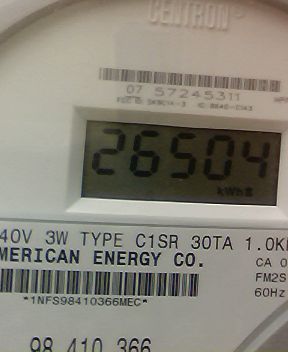 CENTRON®
07 57245311
26504
kWh
40V 3W TYPE C1SR 30TA 1.0K
MERICAN ENERGY CO.
CA 0
FM2S
60Hz
*1NFS98410366MEC*
98 410 366